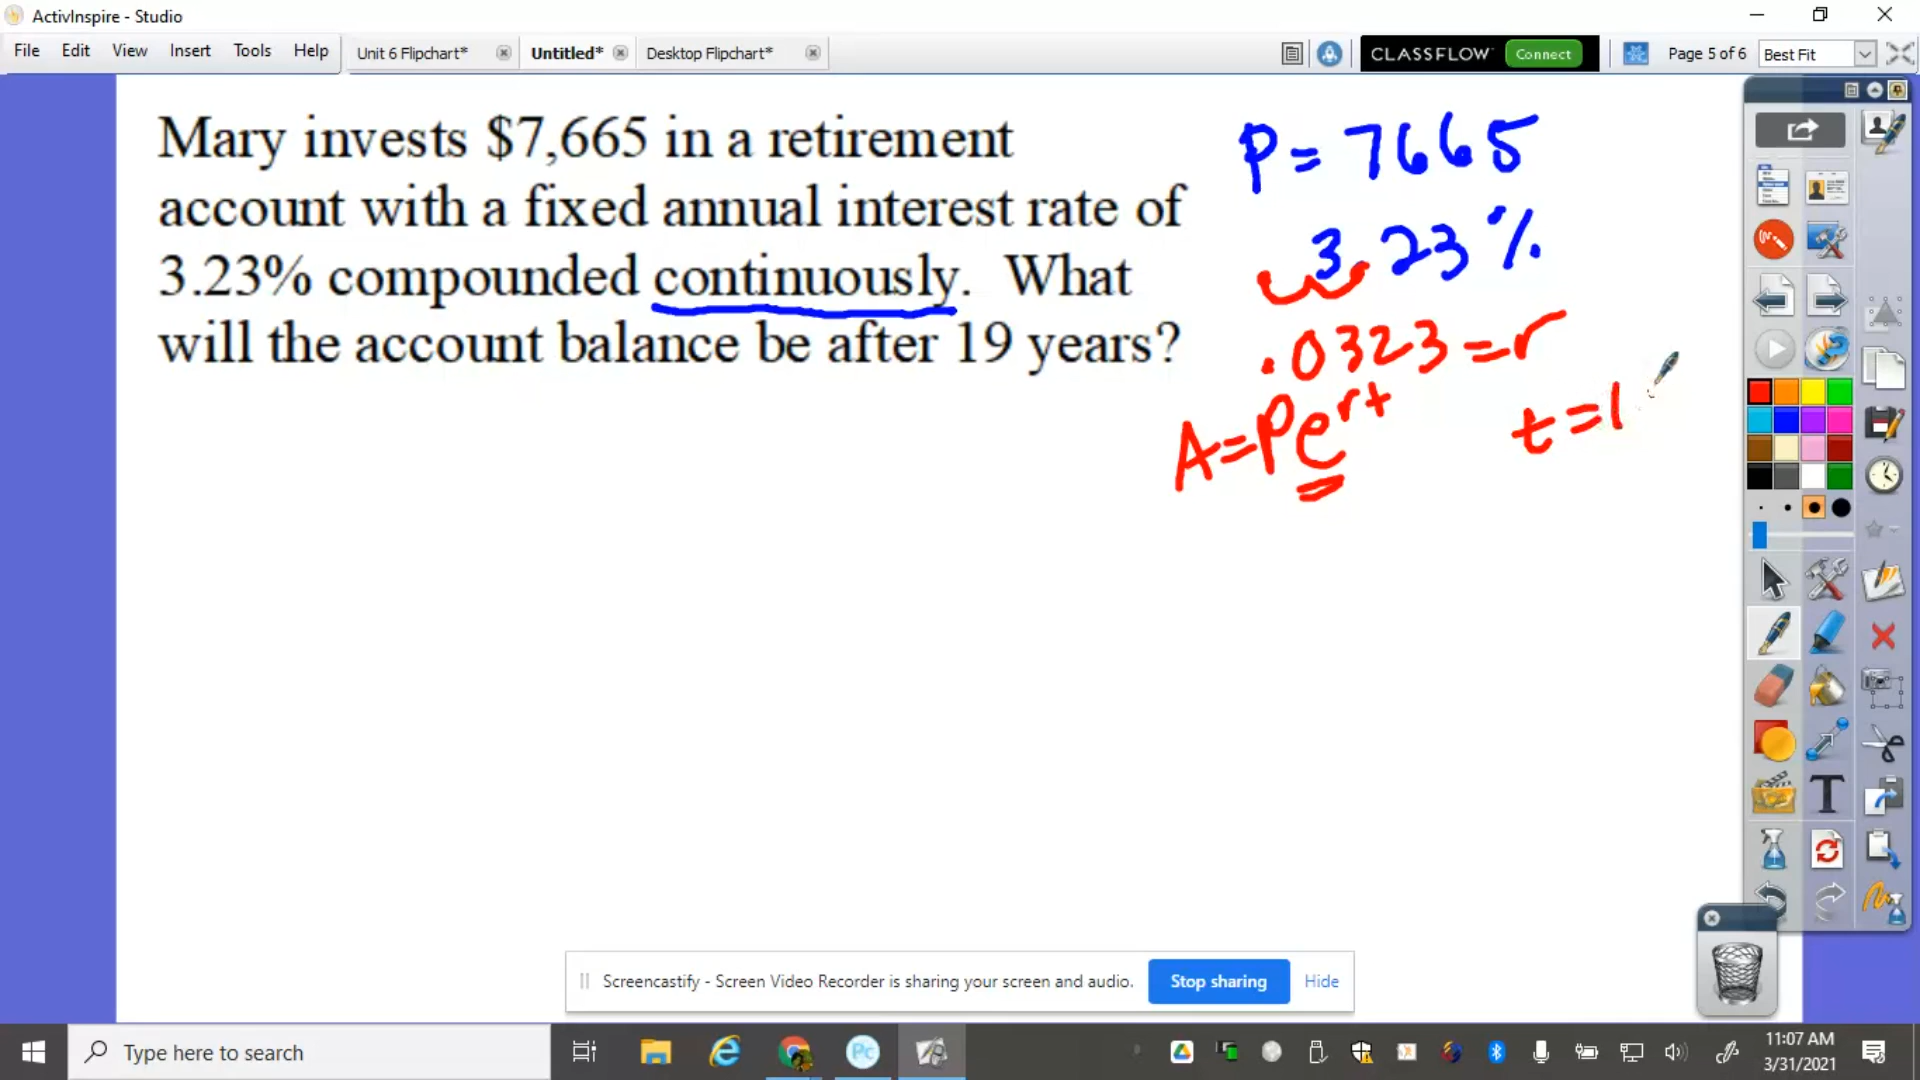 ActivInspire - Studio
File Edit View Insert Tools Help
Unit 6 Flipchart* Untitled* Desktop Flipchart*
CLASSFLOW Connect
Page 5 of 6 Best Fit
Mary invests $7,665 in a retirement
account with a fixed annual interest rate of
3.23% compounded continuously. What
will the account balance be after 19 years?
P = 7665
3.23%
.0323 = r
A = Pe^rt
t = 1
Screencastify - Screen Video Recorder is sharing your screen and audio. Stop sharing Hide
Type here to search
Pc
11:07 AM
3/31/2021